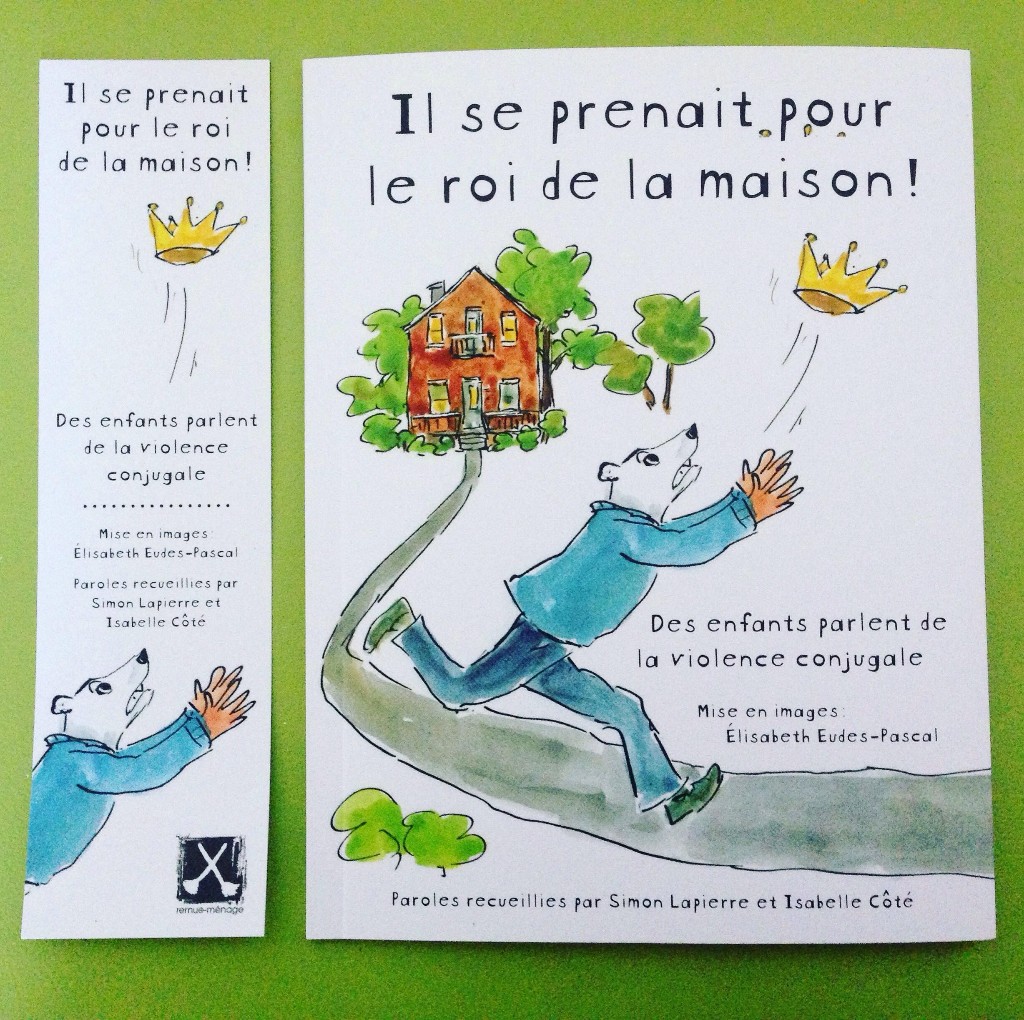 Il se prenait
pour le roi
de la maison !
Des enfants parlent
de la violence
conjugale
Mise en images:
Élisabeth Eudes-Pascal
Paroles recueillies par
Simon Lapierre et
Isabelle Côté
remue-ménage
Il se prenait pour
le roi de la maison !
Des enfants parlent de
la violence conjugale
Mise en images:
Élisabeth Eudes-Pascal
Paroles recueillies par Simon Lapierre et Isabelle Côté